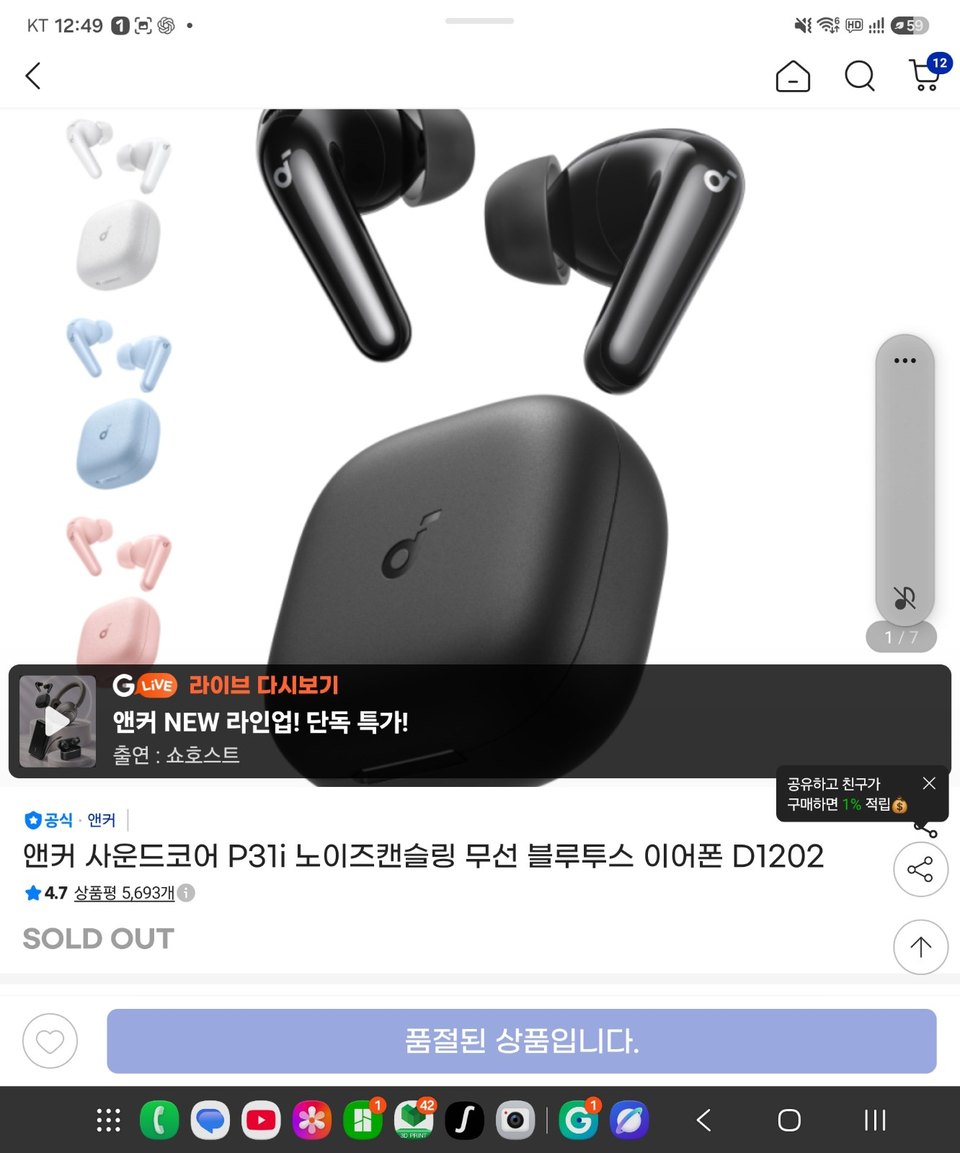 KT 12:49 1
6 HD 59
12
1 / 7
G LIVE 라이브 다시보기
앤커 NEW 라인업! 단독 특가!
출연 : 쇼호스트
공유하고 친구가
구매하면 1% 적립💰
공식 · 앤커
앤커 사운드코어 P31i 노이즈캔슬링 무선 블루투스 이어폰 D1202
4.7 상품평 5,693개 i
SOLD OUT
품절된 상품입니다.
1 42 1
3D PRINT